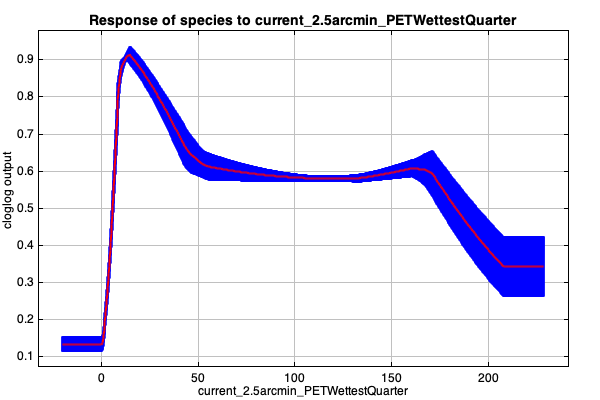 Response of species to current_2.5arcmin_PETWettestQuarter
cloglog output
0.9
0.8
0.7
0.6
0.5
0.4
0.3
0.2
0.1
0 50 100 150 200
current_2.5arcmin_PETWettestQuarter